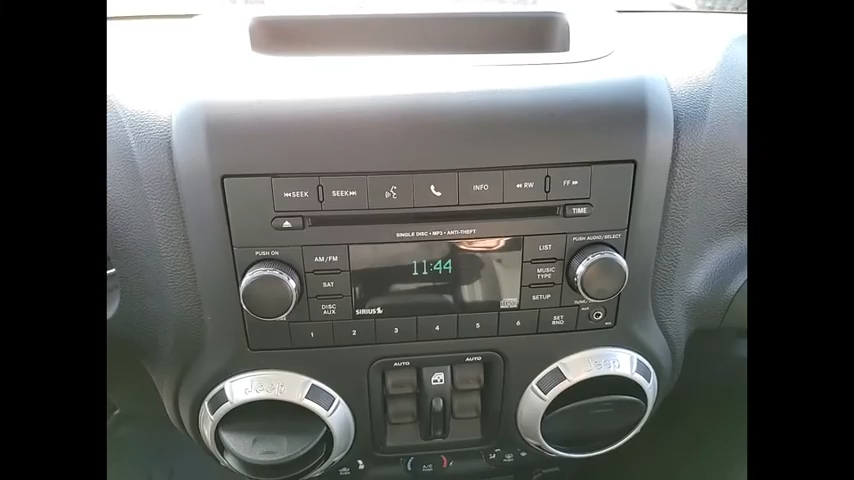 SEEK
SEEK
INFO
RW
FF
TIME
SINGLE DISC • MP3 • ANTI-THEFT
PUSH ON
AM/FM
SAT
DISC
AUX
11:44
SIRIUS
LIST
MUSIC
TYPE
SETUP
PUSH AUDIO/SELECT
1
2
3
4
5
6
SET
RND
AUTO
AUTO
Jeep
Jeep